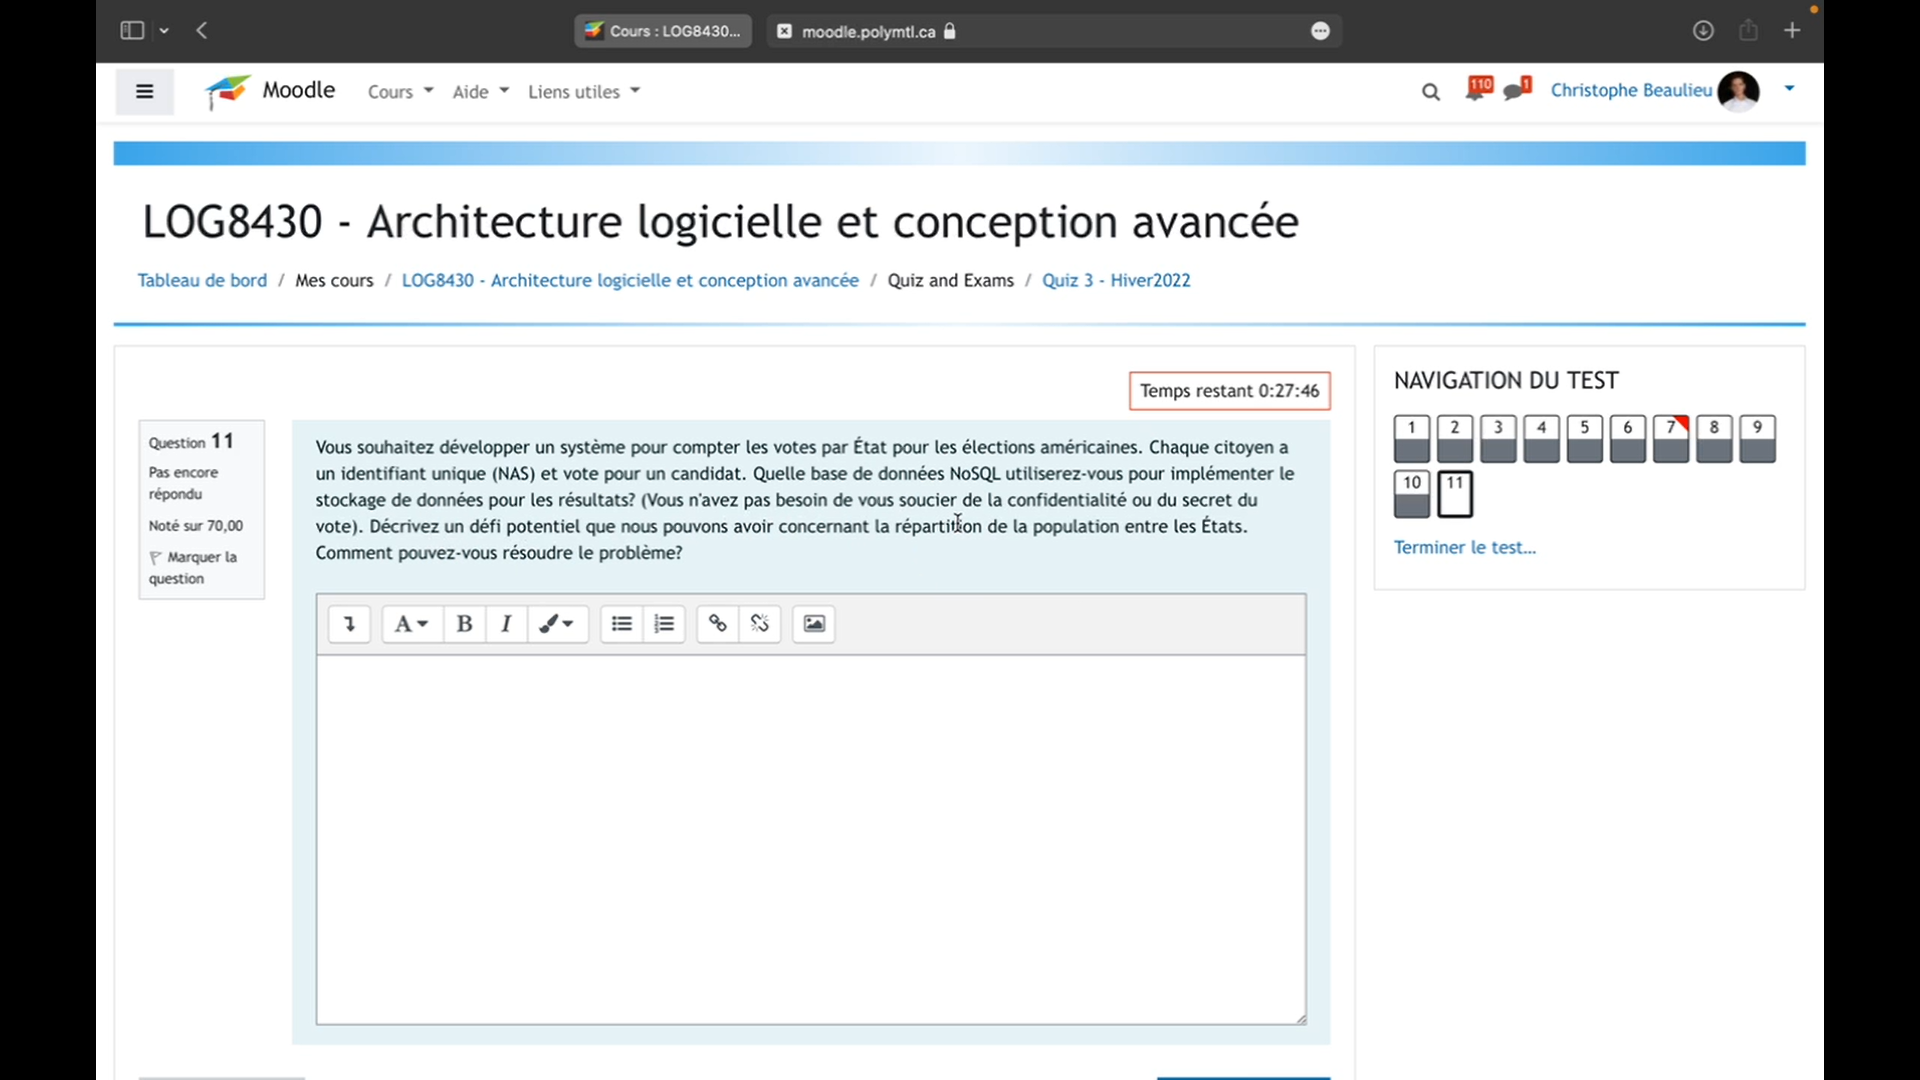 Cours : LOG8430...
moodle.polymtl.ca
Moodle
Cours
Aide
Liens utiles
110
1
Christophe Beaulieu
LOG8430 - Architecture logicielle et conception avancée
Tableau de bord / Mes cours / LOG8430 - Architecture logicielle et conception avancée / Quiz and Exams / Quiz 3 - Hiver2022
Temps restant 0:27:46
Question 11
Pas encore
répondu
Noté sur 70,00
Marquer la
question
Vous souhaitez développer un système pour compter les votes par État pour les élections américaines. Chaque citoyen a
un identifiant unique (NAS) et vote pour un candidat. Quelle base de données NoSQL utiliserez-vous pour implémenter le
stockage de données pour les résultats? (Vous n'avez pas besoin de vous soucier de la confidentialité ou du secret du
vote). Décrivez un défi potentiel que nous pouvons avoir concernant la répartition de la population entre les États.
Comment pouvez-vous résoudre le problème?
A B I
NAVIGATION DU TEST
1 2 3 4 5 6 7 8 9
10 11
Terminer le test...